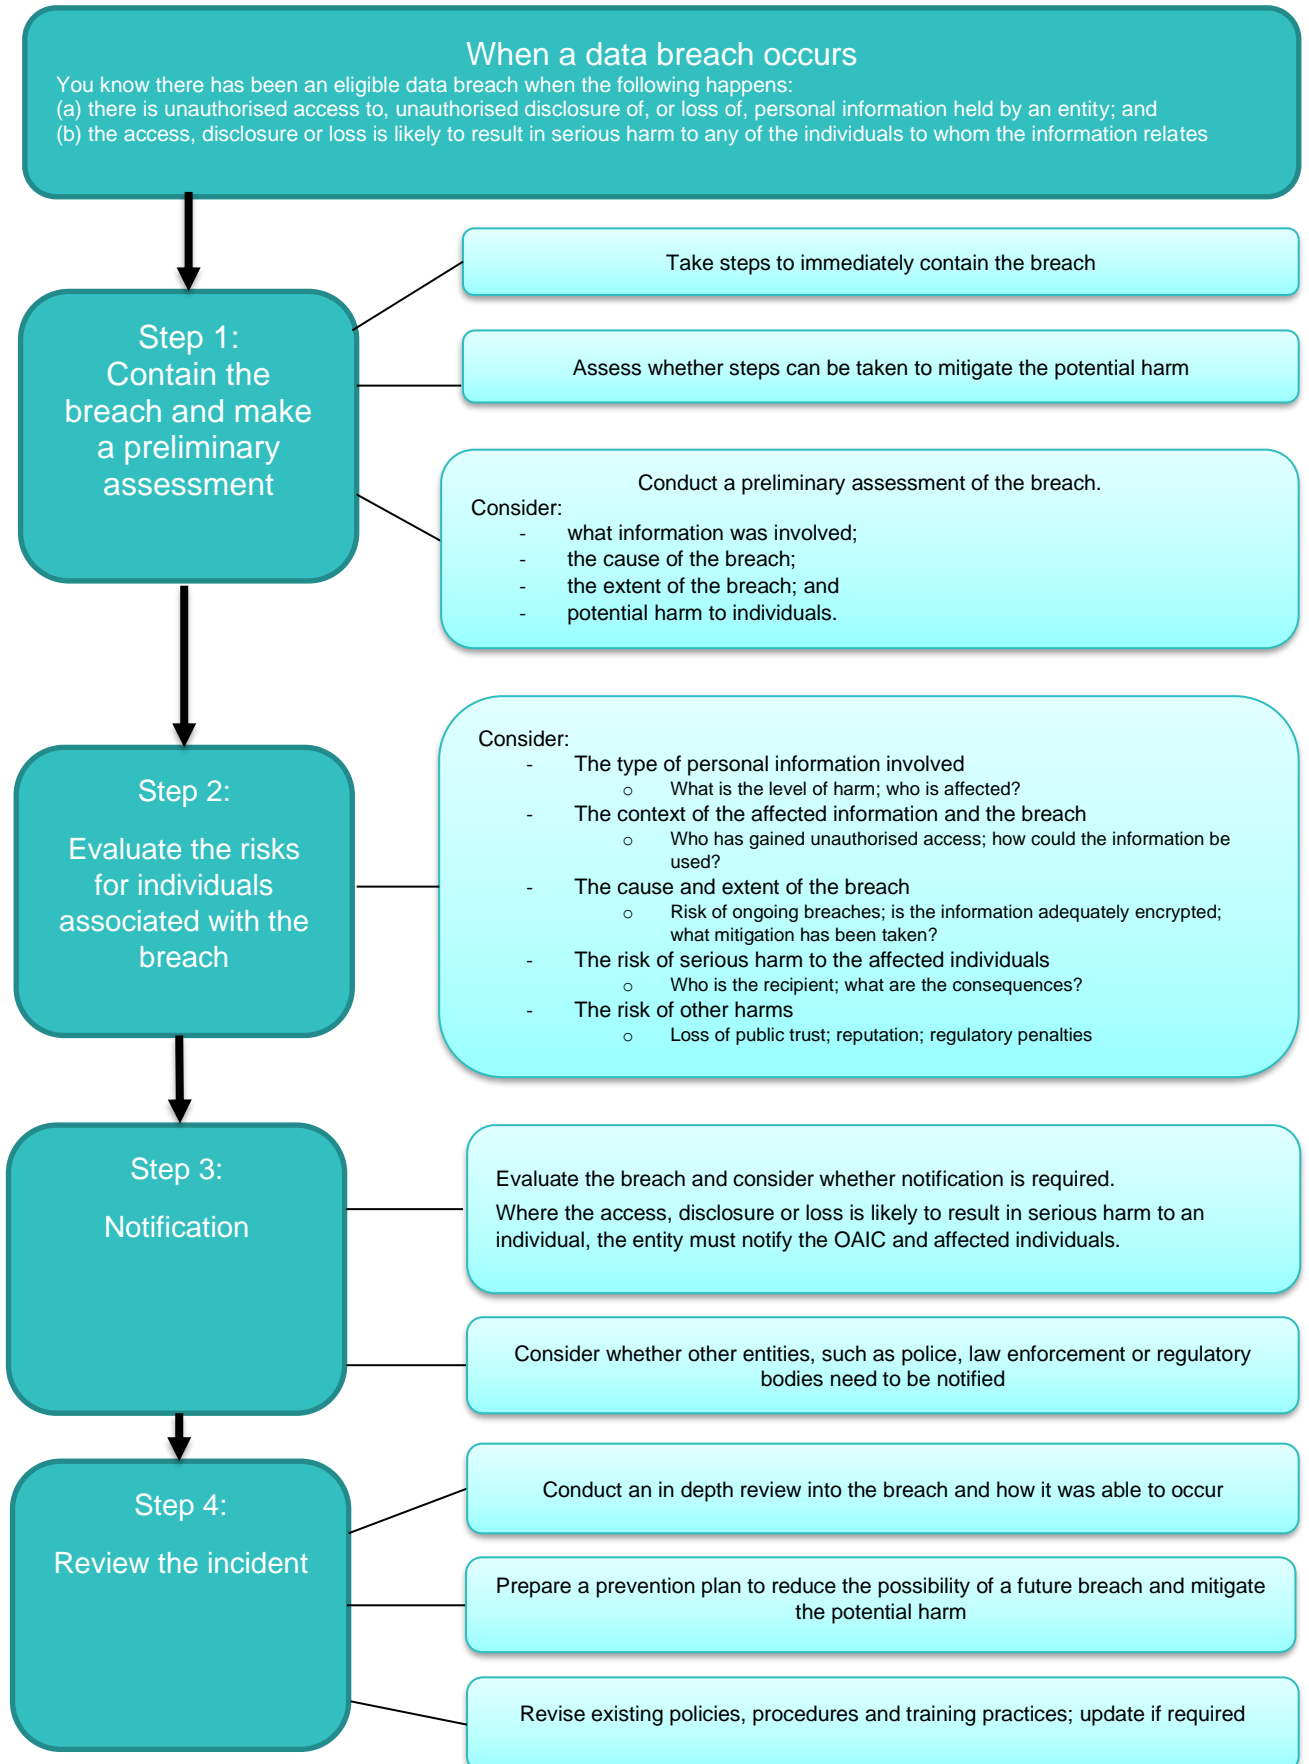 When a data breach occurs
You know there has been an eligible data breach when the following happens:
(a) there is unauthorised access to, unauthorised disclosure of, or loss of, personal information held by an entity; and
(b) the access, disclosure or loss is likely to result in serious harm to any of the individuals to whom the information relates
Step 1:
Contain the
breach and make
a preliminary
assessment
Take steps to immediately contain the breach
Assess whether steps can be taken to mitigate the potential harm
Conduct a preliminary assessment of the breach.
Consider:
- what information was involved;
- the cause of the breach;
- the extent of the breach; and
- potential harm to individuals.
Step 2:
Evaluate the risks
for individuals
associated with the
breach
Consider:
- The type of personal information involved
o What is the level of harm; who is affected?
- The context of the affected information and the breach
o Who has gained unauthorised access; how could the information be
used?
- The cause and extent of the breach
o Risk of ongoing breaches; is the information adequately encrypted;
what mitigation has been taken?
- The risk of serious harm to the affected individuals
o Who is the recipient; what are the consequences?
- The risk of other harms
o Loss of public trust; reputation; regulatory penalties
Step 3:
Notification
Evaluate the breach and consider whether notification is required.
Where the access, disclosure or loss is likely to result in serious harm to an
individual, the entity must notify the OAIC and affected individuals.
Consider whether other entities, such as police, law enforcement or regulatory
bodies need to be notified
Step 4:
Review the incident
Conduct an in depth review into the breach and how it was able to occur
Prepare a prevention plan to reduce the possibility of a future breach and mitigate
the potential harm
Revise existing policies, procedures and training practices; update if required